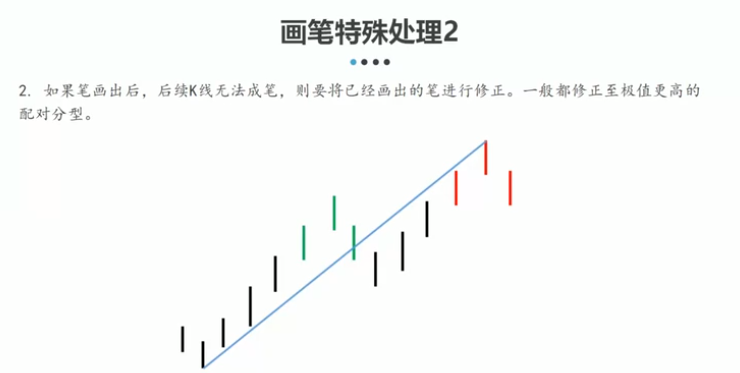 画笔特殊处理2
2. 如果笔画出后，后续K线无法成笔，则要将已经画出的笔进行修正。一般都修正至极值更高的
配对分型。